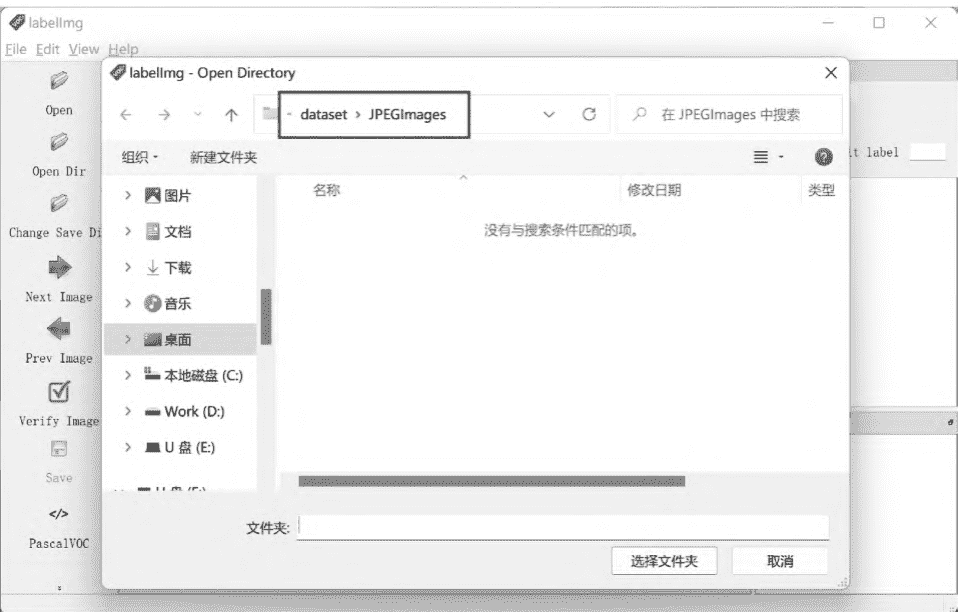 labelImg
File Edit View Help
labelImg - Open Directory
dataset > JPEGImages
在 JPEGImages 中搜索
组织 新建文件夹
Open
Open Dir
Change Save Di
Next Image
Prev Image
Verify Image
Save
</>
PascalVOC
图片
文档
下载
音乐
桌面
本地磁盘 (C:)
Work (D:)
U 盘 (E:)
名称 修改日期 类型
没有与搜索条件匹配的项。
t label
文件夹:
选择文件夹 取消